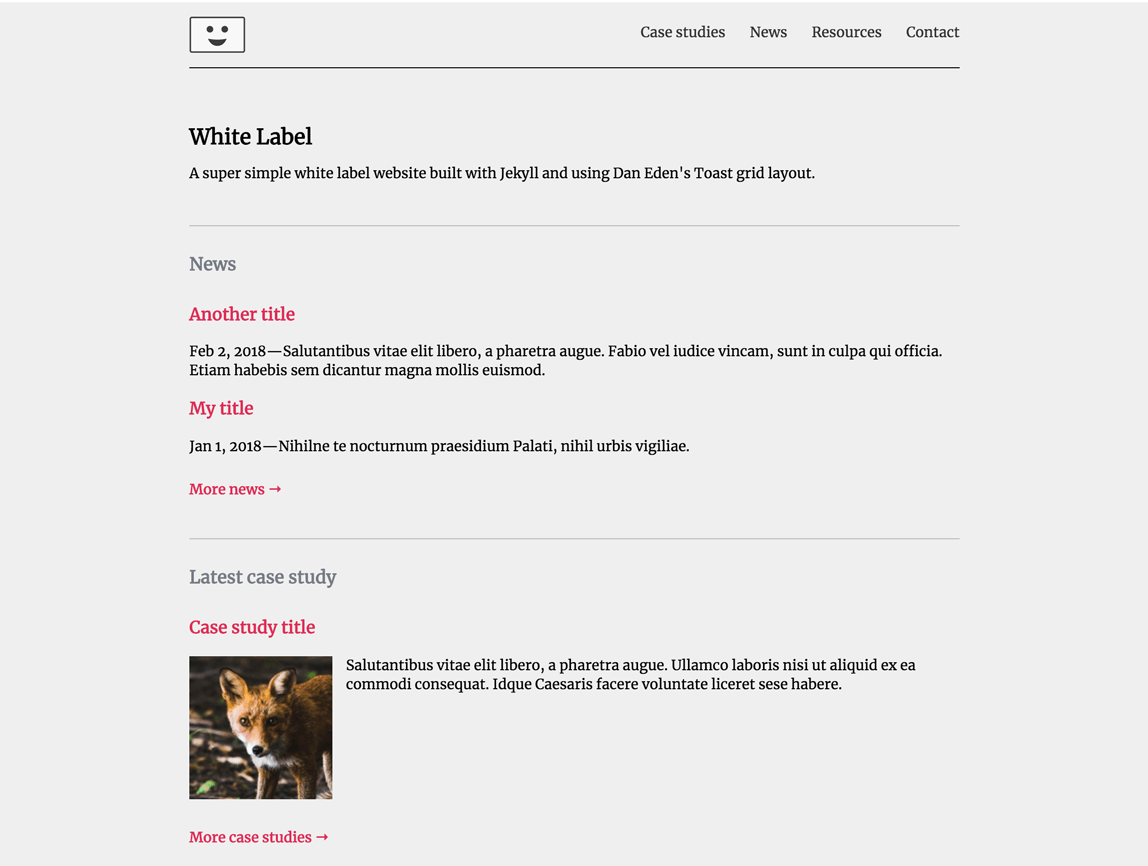 Case studies News Resources Contact
White Label
A super simple white label website built with Jekyll and using Dan Eden's Toast grid layout.
News
Another title
Feb 2, 2018—Salutantibus vitae elit libero, a pharetra augue. Fabio vel iudice vincam, sunt in culpa qui officia.
Etiam habebis sem dicantur magna mollis euismod.
My title
Jan 1, 2018—Nihilne te nocturnum praesidium Palati, nihil urbis vigiliae.
More news →
Latest case study
Case study title
Salutantibus vitae elit libero, a pharetra augue. Ullamco laboris nisi ut aliquid ex ea
commodi consequat. Idque Caesaris facere voluntate liceret sese habere.
More case studies →